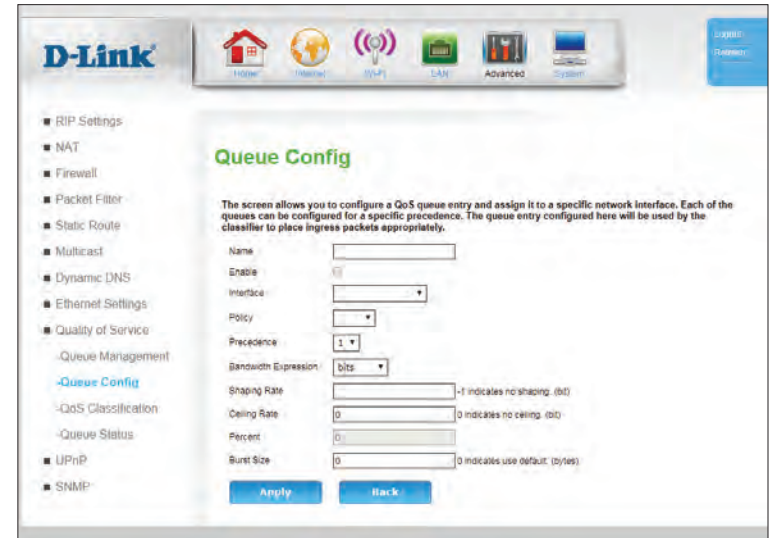 D-Link
Home
Internet
Wi-Fi
LAN
Advanced
System
Logout
Refresh
RIP Settings
NAT
Firewall
Packet Filter
Static Route
Multicast
Dynamic DNS
Ethernet Settings
Quality of Service
-Queue Management
-Queue Config
-QoS Classification
-Queue Status
UPnP
SNMP
Queue Config
The screen allows you to configure a QoS queue entry and assign it to a specific network interface. Each of the
queues can be configured for a specific precedence. The queue entry configured here will be used by the
classifier to place ingress packets appropriately.
Name
Enable
Interface
Policy
Precedence 1
Bandwidth Expression bits
Shaping Rate -1 indicates no shaping. (bit)
Ceiling Rate 0 0 indicates no ceiling. (bit)
Percent 0
Burst Size 0 0 indicates use default. (bytes)
Apply Back